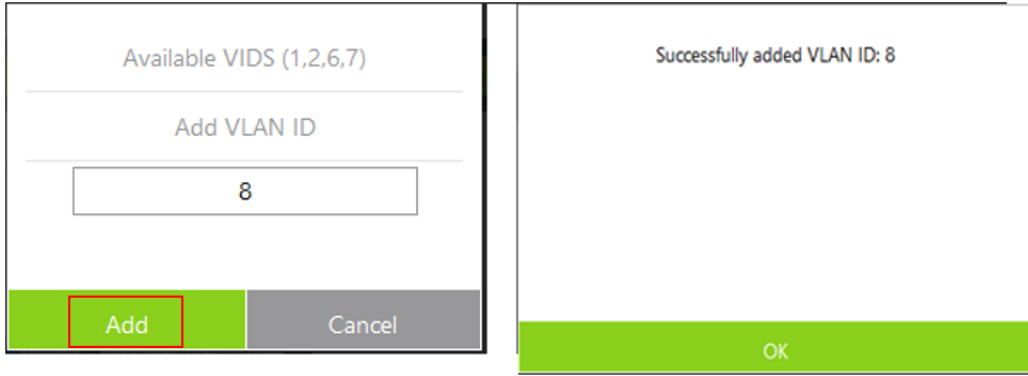 Available VIDS (1,2,6,7)
Add VLAN ID
8
Add
Cancel
Successfully added VLAN ID: 8
OK